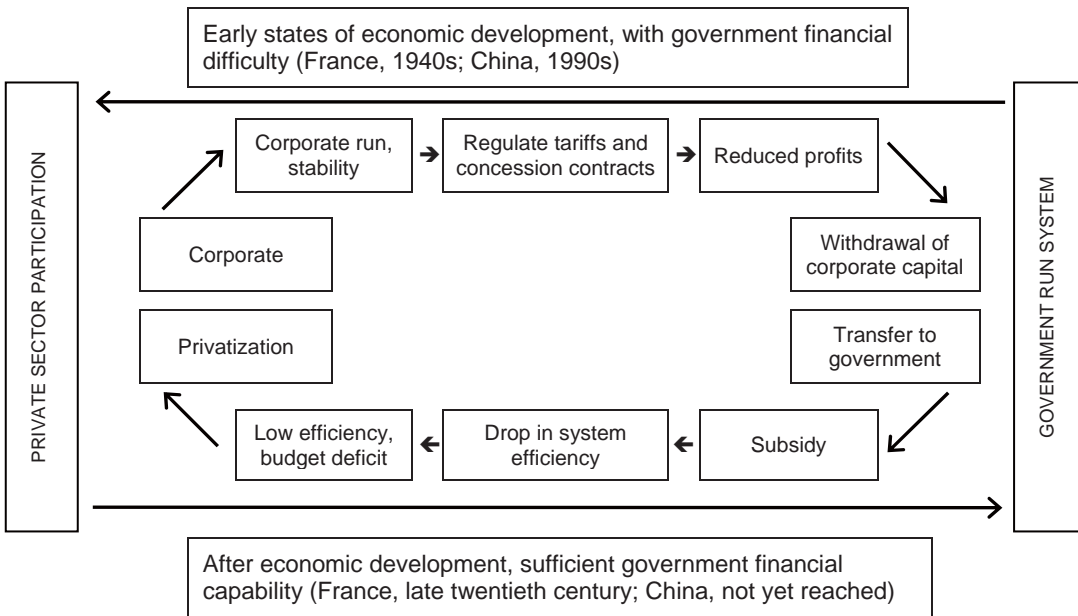 Early states of economic development, with government financial
difficulty (France, 1940s; China, 1990s)
PRIVATE SECTOR PARTICIPATION
GOVERNMENT RUN SYSTEM
Corporate run,
stability
Regulate tariffs and
concession contracts
Reduced profits
Corporate
Withdrawal of
corporate capital
Privatization
Transfer to
government
Low efficiency,
budget deficit
Drop in system
efficiency
Subsidy
After economic development, sufficient government financial
capability (France, late twentieth century; China, not yet reached)